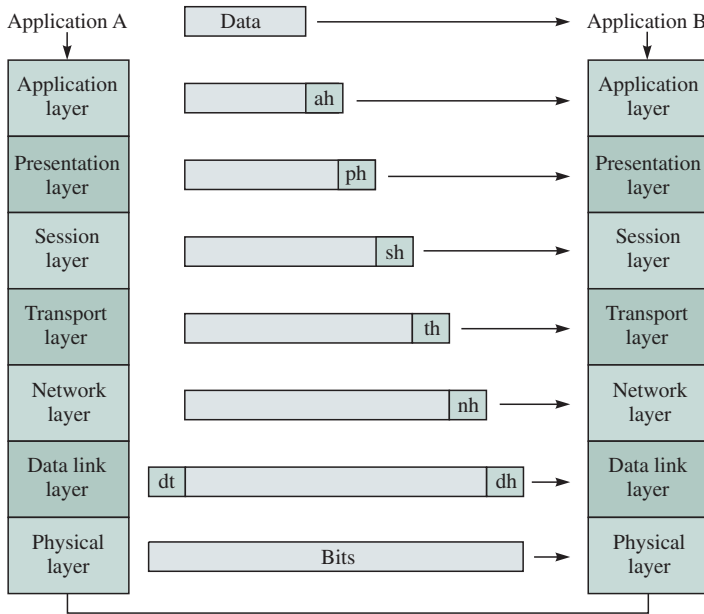 Application A
Data
Application B
Application
layer
ah
Application
layer
Presentation
layer
ph
Presentation
layer
Session
layer
sh
Session
layer
Transport
layer
th
Transport
layer
Network
layer
nh
Network
layer
Data link
layer
dt
dh
Data link
layer
Physical
layer
Bits
Physical
layer